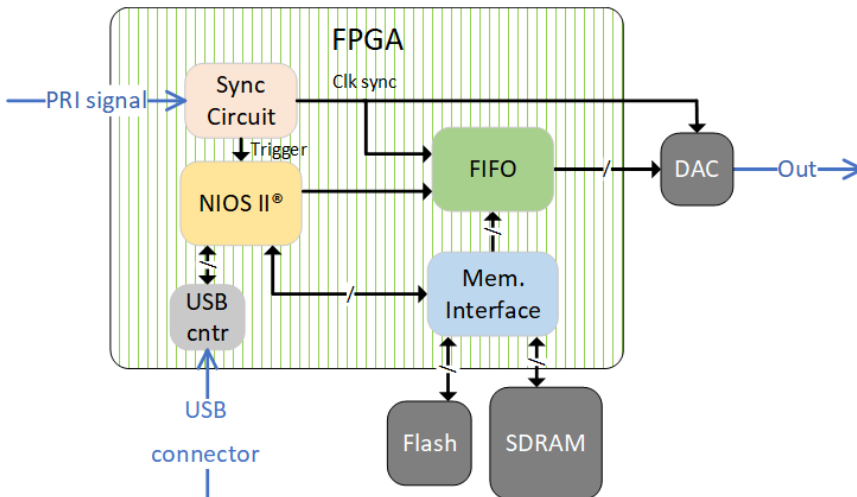 FPGA
Sync
Circuit
Clk sync
PRI signal
Trigger
FIFO
DAC
Out
NIOS II®
/
/
/
/
Mem.
Interface
USB
cntr
/
/
USB
connector
Flash
SDRAM